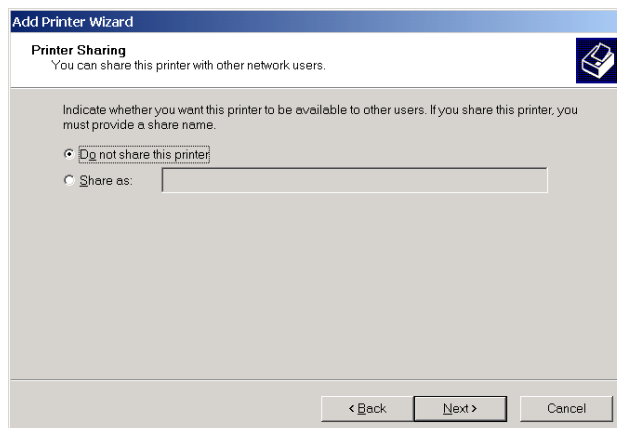 Add Printer Wizard
Printer Sharing
You can share this printer with other network users.
Indicate whether you want this printer to be available to other users. If you share this printer, you
must provide a share name.
Do not share this printer
Share as:
< Back Next > Cancel